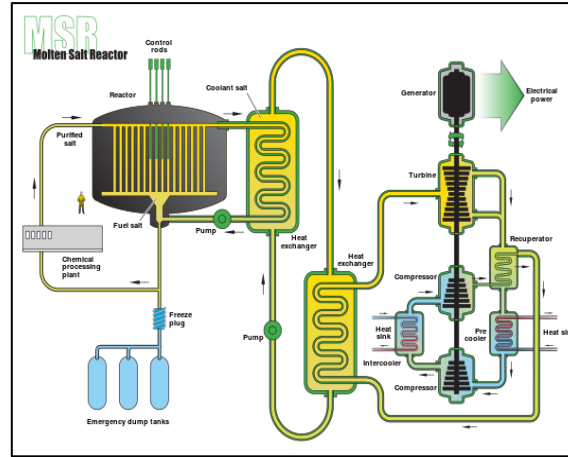 MSR
Molten Salt Reactor
Control
rods
Reactor
Coolant salt
Purified
salt
Fuel salt
Pump
Heat
exchanger
Chemical
processing
plant
Freeze
plug
Emergency dump tanks
Pump
Heat
exchanger
Generator
Electrical
power
Turbine
Recuperator
Compressor
Heat
sink
Intercooler
Pre
cooler
Heat sin
Compressor